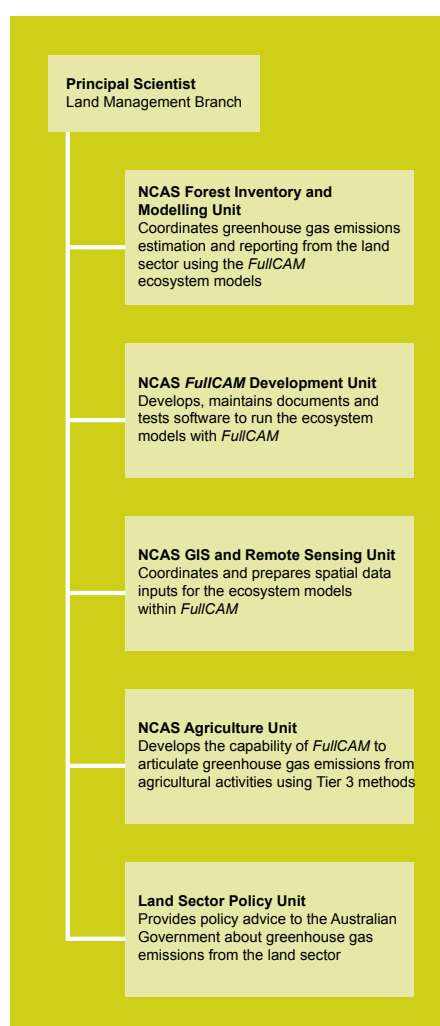 Principal Scientist
Land Management Branch
NCAS Forest Inventory and
Modelling Unit
Coordinates greenhouse gas emissions
estimation and reporting from the land
sector using the FullCAM
ecosystem models
NCAS FullCAM Development Unit
Develops, maintains documents and
tests software to run the ecosystem
models with FullCAM
NCAS GIS and Remote Sensing Unit
Coordinates and prepares spatial data
inputs for the ecosystem models
within FullCAM
NCAS Agriculture Unit
Develops the capability of FullCAM to
articulate greenhouse gas emissions from
agricultural activities using Tier 3 methods
Land Sector Policy Unit
Provides policy advice to the Australian
Government about greenhouse gas
emissions from the land sector